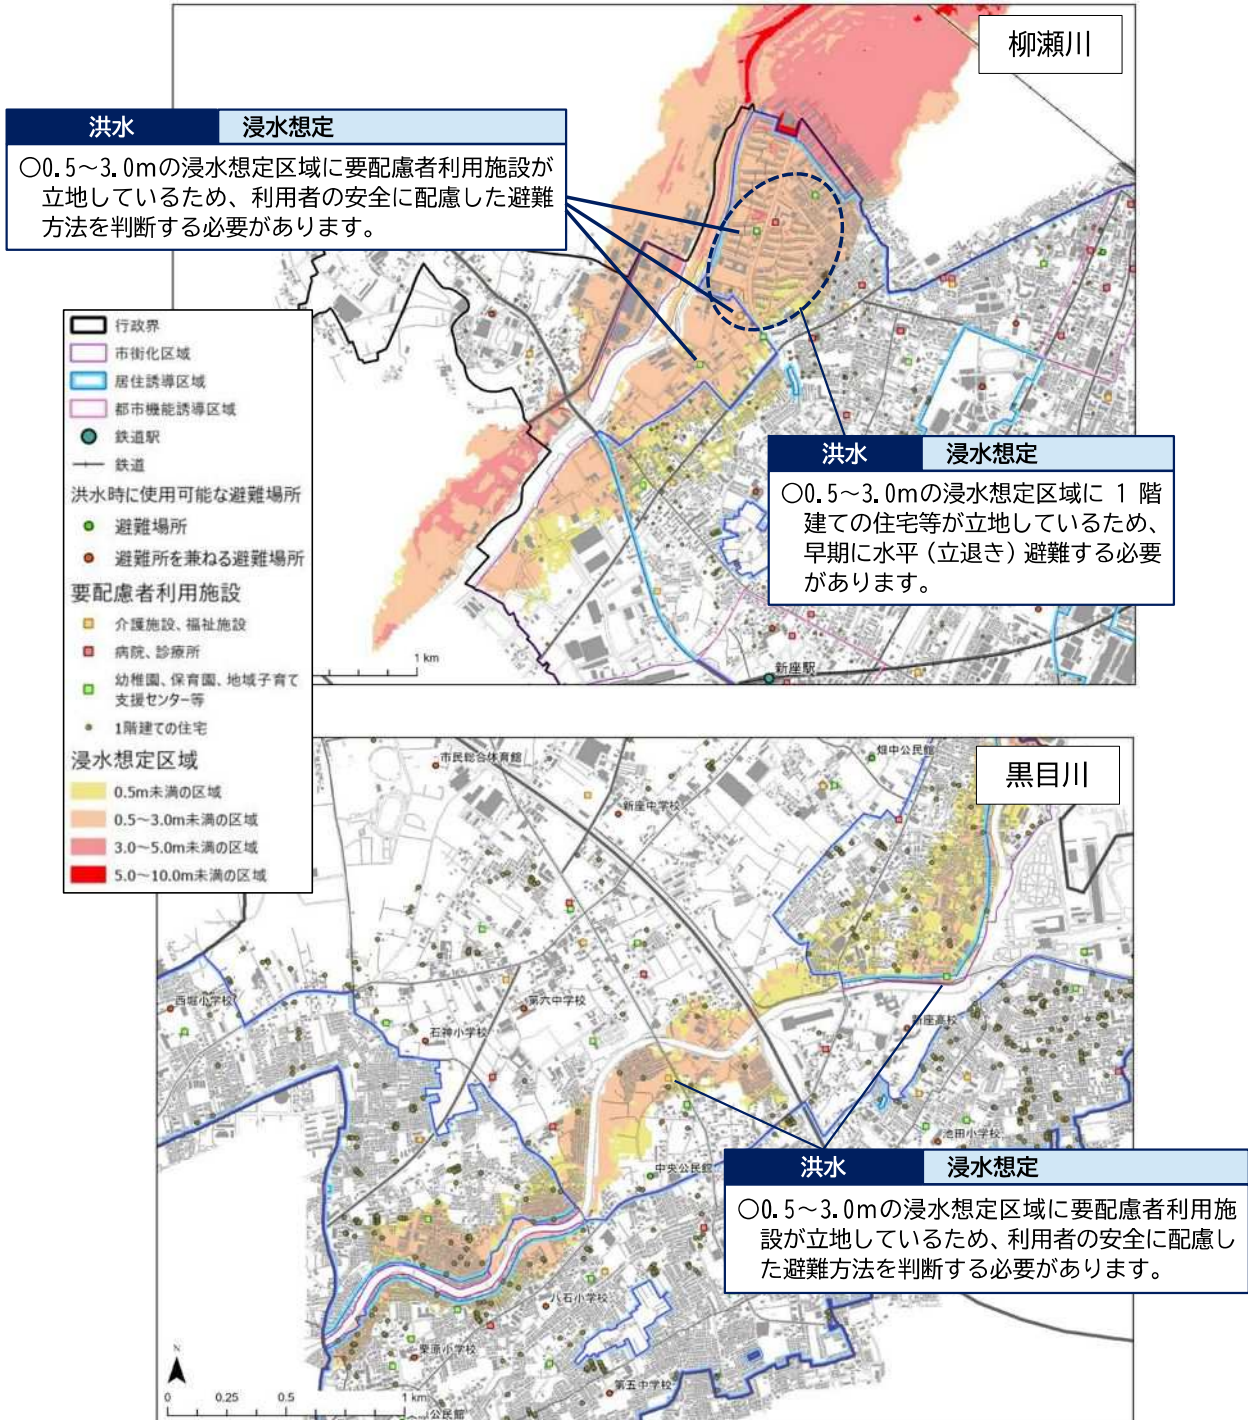 柳瀬川
洪水 浸水想定
○0.5～3.0mの浸水想定区域に要配慮者利用施設が
立地しているため、利用者の安全に配慮した避難
方法を判断する必要があります。
行政界
市街化区域
居住誘導区域
都市機能誘導区域
鉄道駅
鉄道
洪水時に使用可能な避難場所
避難場所
避難所を兼ねる避難場所
要配慮者利用施設
介護施設、福祉施設
病院、診療所
幼稚園、保育園、地域子育て
支援センター等
1階建ての住宅
浸水想定区域
0.5m未満の区域
0.5～3.0m未満の区域
3.0～5.0m未満の区域
5.0～10.0m未満の区域
洪水 浸水想定
○0.5～3.0mの浸水想定区域に 1 階
建ての住宅等が立地しているため、
早期に水平（立退き）避難する必要
があります。
1 km
新座駅
黒目川
市民総合体育館
畑中公民館
新座中学校
西堀小学校
第六中学校
石神小学校
新座高校
池田小学校
中央公民館
洪水 浸水想定
○0.5～3.0mの浸水想定区域に要配慮者利用施
設が立地しているため、利用者の安全に配慮し
た避難方法を判断する必要があります。
八石小学校
栗原小学校
第五中学校
N
0 0.25 0.5 1 km
公民館